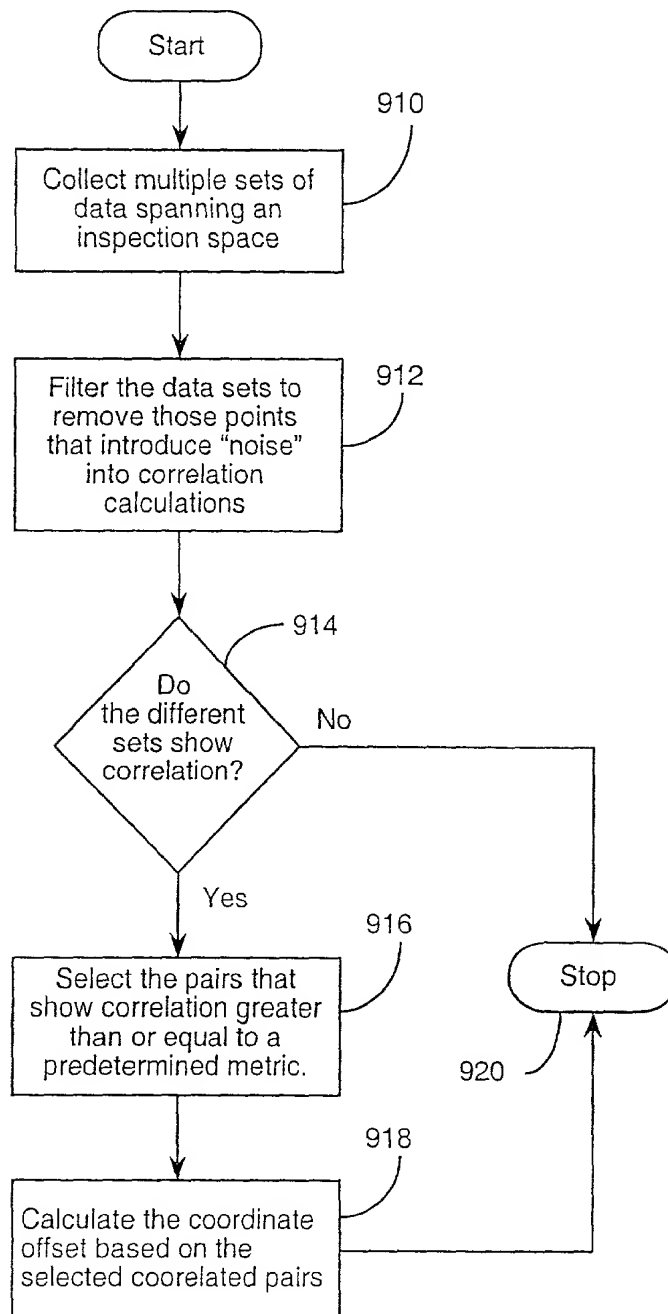 Start
910
Collect multiple sets of
data spanning an
inspection space
912
Filter the data sets to
remove those points
that introduce “noise”
into correlation
calculations
914
Do
the different
sets show
correlation?
No
Yes
916
Select the pairs that
show correlation greater
than or equal to a
predetermined metric.
Stop
920
918
Calculate the coordinate
offset based on the
selected coorelated pairs